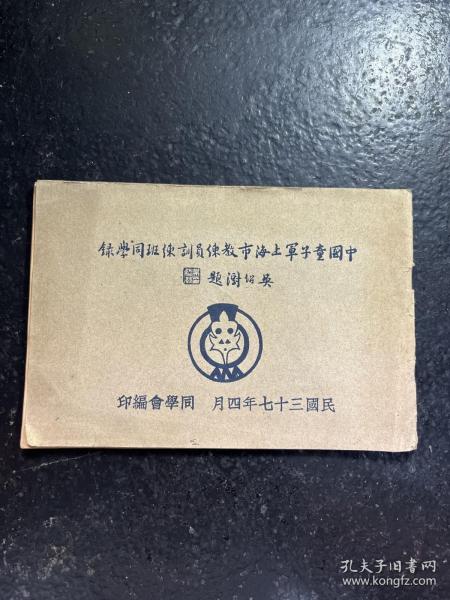 中國童子軍上海市教練員訓練班同學錄
吳紹澍題
民國三十七年四月 同學會編印
孔夫子旧书网
www.kongfz.com